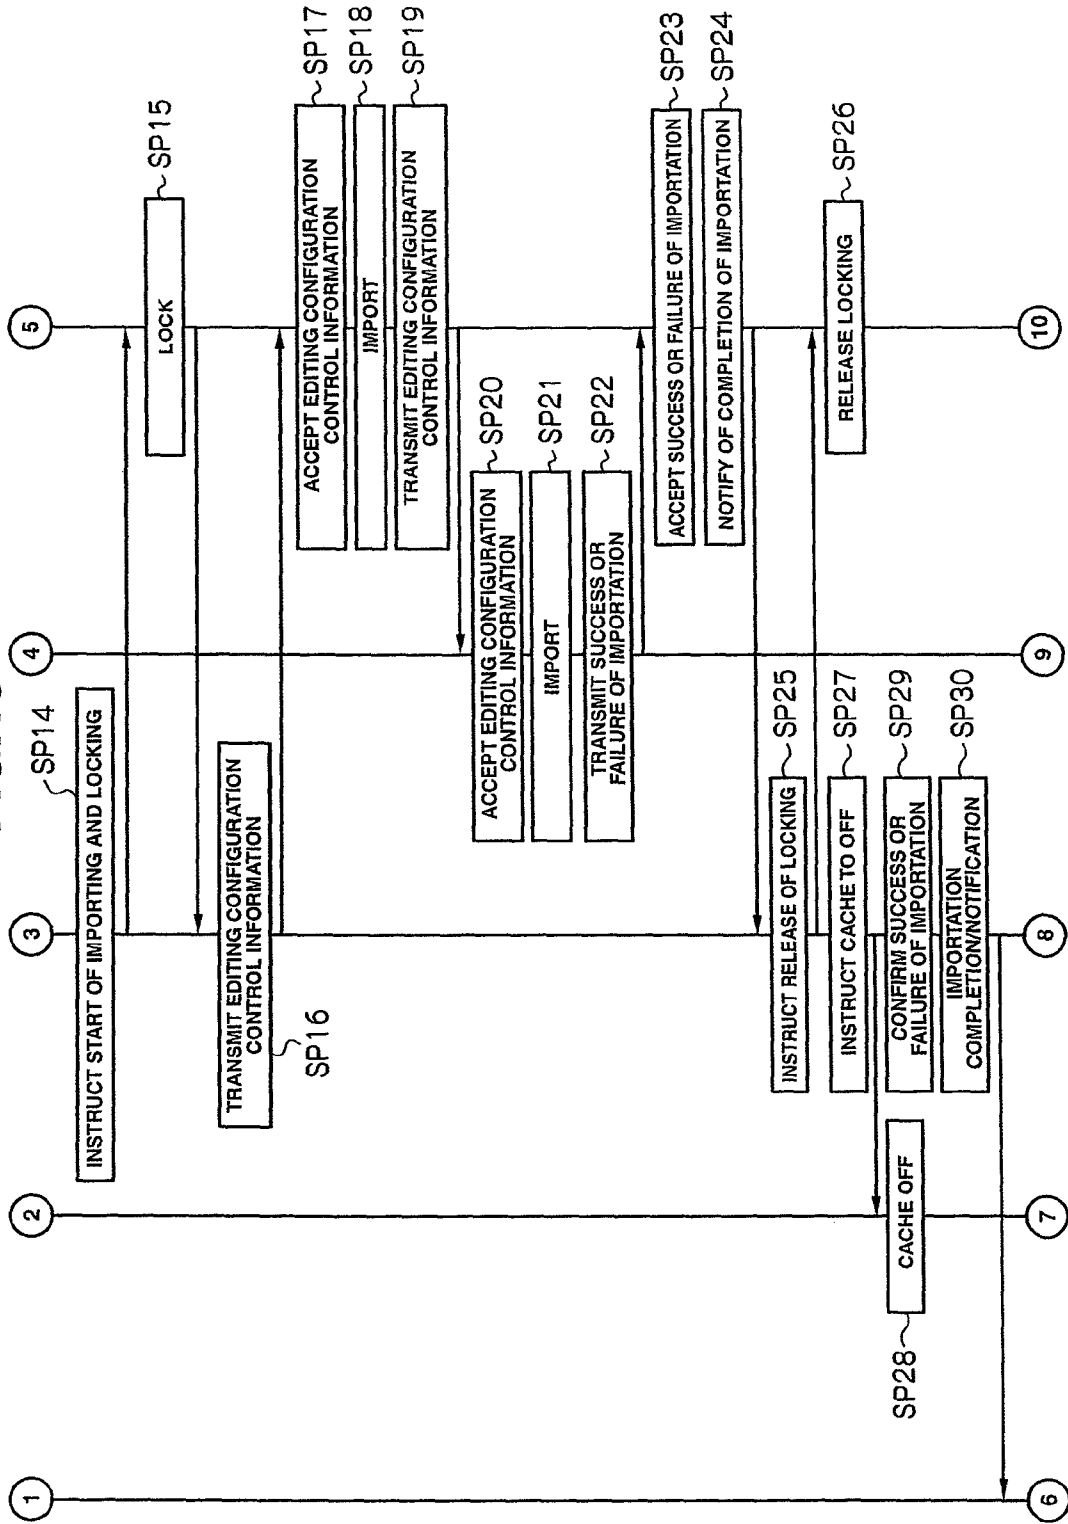 1
2
3
4
5
SP14
INSTRUCT START OF IMPORTING AND LOCKING
LOCK
SP15
TRANSMIT EDITING CONFIGURATION
CONTROL INFORMATION
SP16
ACCEPT EDITING CONFIGURATION
CONTROL INFORMATION
SP17
IMPORT
SP18
TRANSMIT EDITING CONFIGURATION
CONTROL INFORMATION
SP19
ACCEPT EDITING CONFIGURATION
CONTROL INFORMATION
SP20
IMPORT
SP21
TRANSMIT SUCCESS OR
FAILURE OF IMPORTATION
SP22
ACCEPT SUCCESS OR FAILURE OF IMPORTATION
SP23
NOTIFY OF COMPLETION OF IMPORTATION
SP24
INSTRUCT RELEASE OF LOCKING
SP25
RELEASE LOCKING
SP26
INSTRUCT CACHE TO OFF
SP27
SP28
CACHE OFF
CONFIRM SUCCESS OR
FAILURE OF IMPORTATION
SP29
IMPORTATION
COMPLETION/NOTIFICATION
SP30
6
7
8
9
10